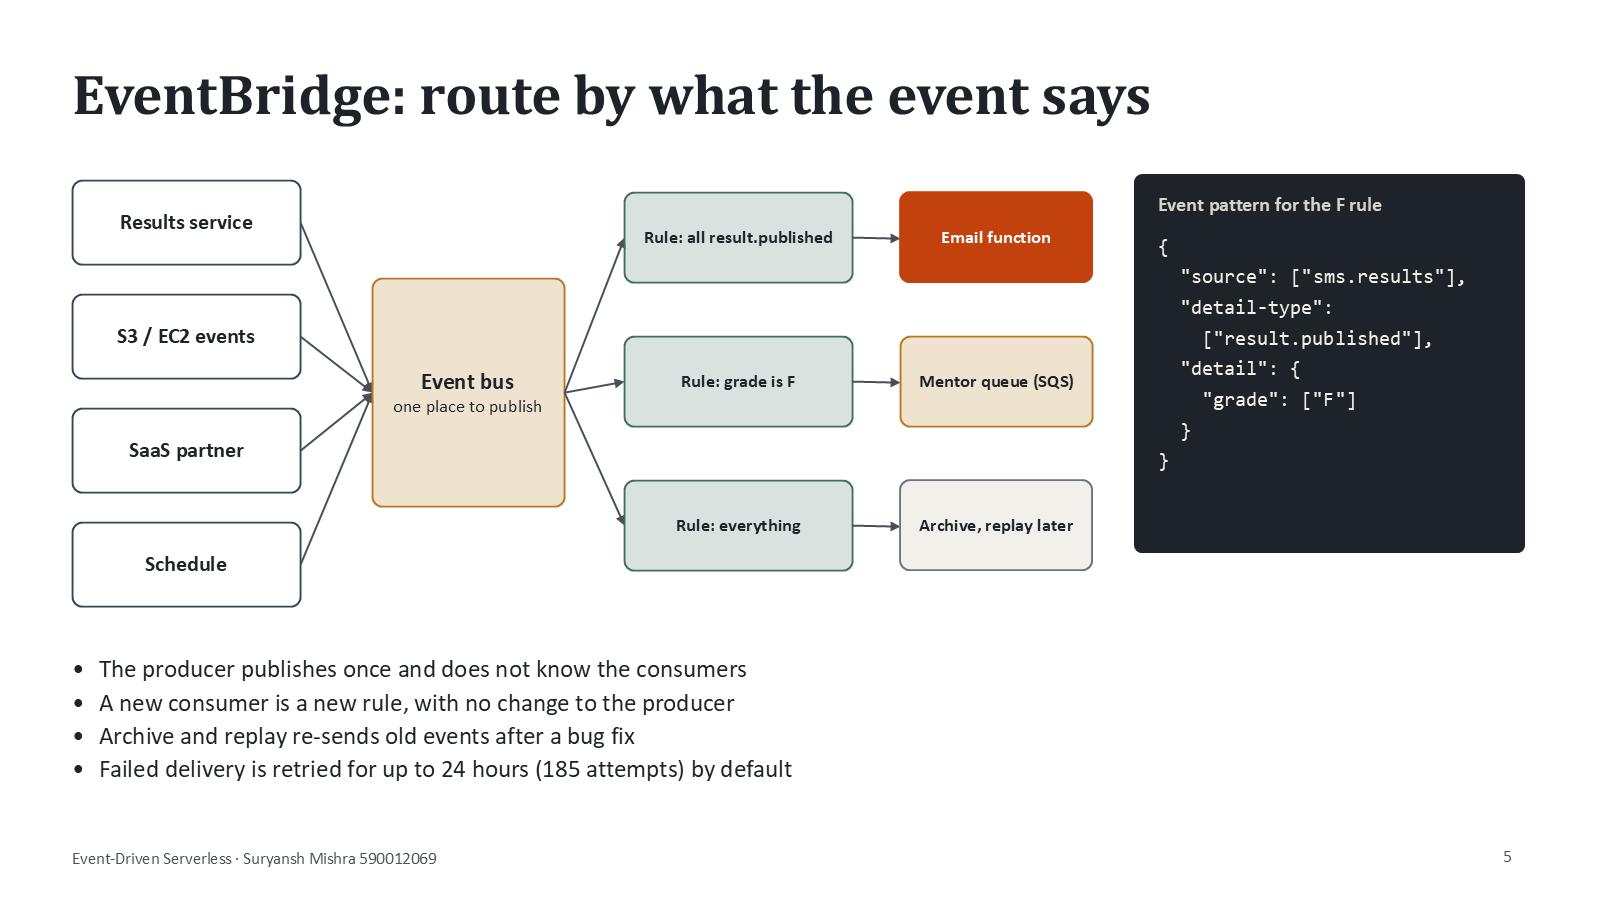 EventBridge: route by what the event says
Results service
S3 / EC2 events
SaaS partner
Schedule
Event bus
one place to publish
Rule: all result.published
Email function
Rule: grade is F
Mentor queue (SQS)
Rule: everything
Archive, replay later
Event pattern for the F rule
{
  "source": ["sms.results"],
  "detail-type":
    ["result.published"],
  "detail": {
    "grade": ["F"]
  }
}
• The producer publishes once and does not know the consumers
• A new consumer is a new rule, with no change to the producer
• Archive and replay re-sends old events after a bug fix
• Failed delivery is retried for up to 24 hours (185 attempts) by default
Event-Driven Serverless · Suryansh Mishra 590012069
5